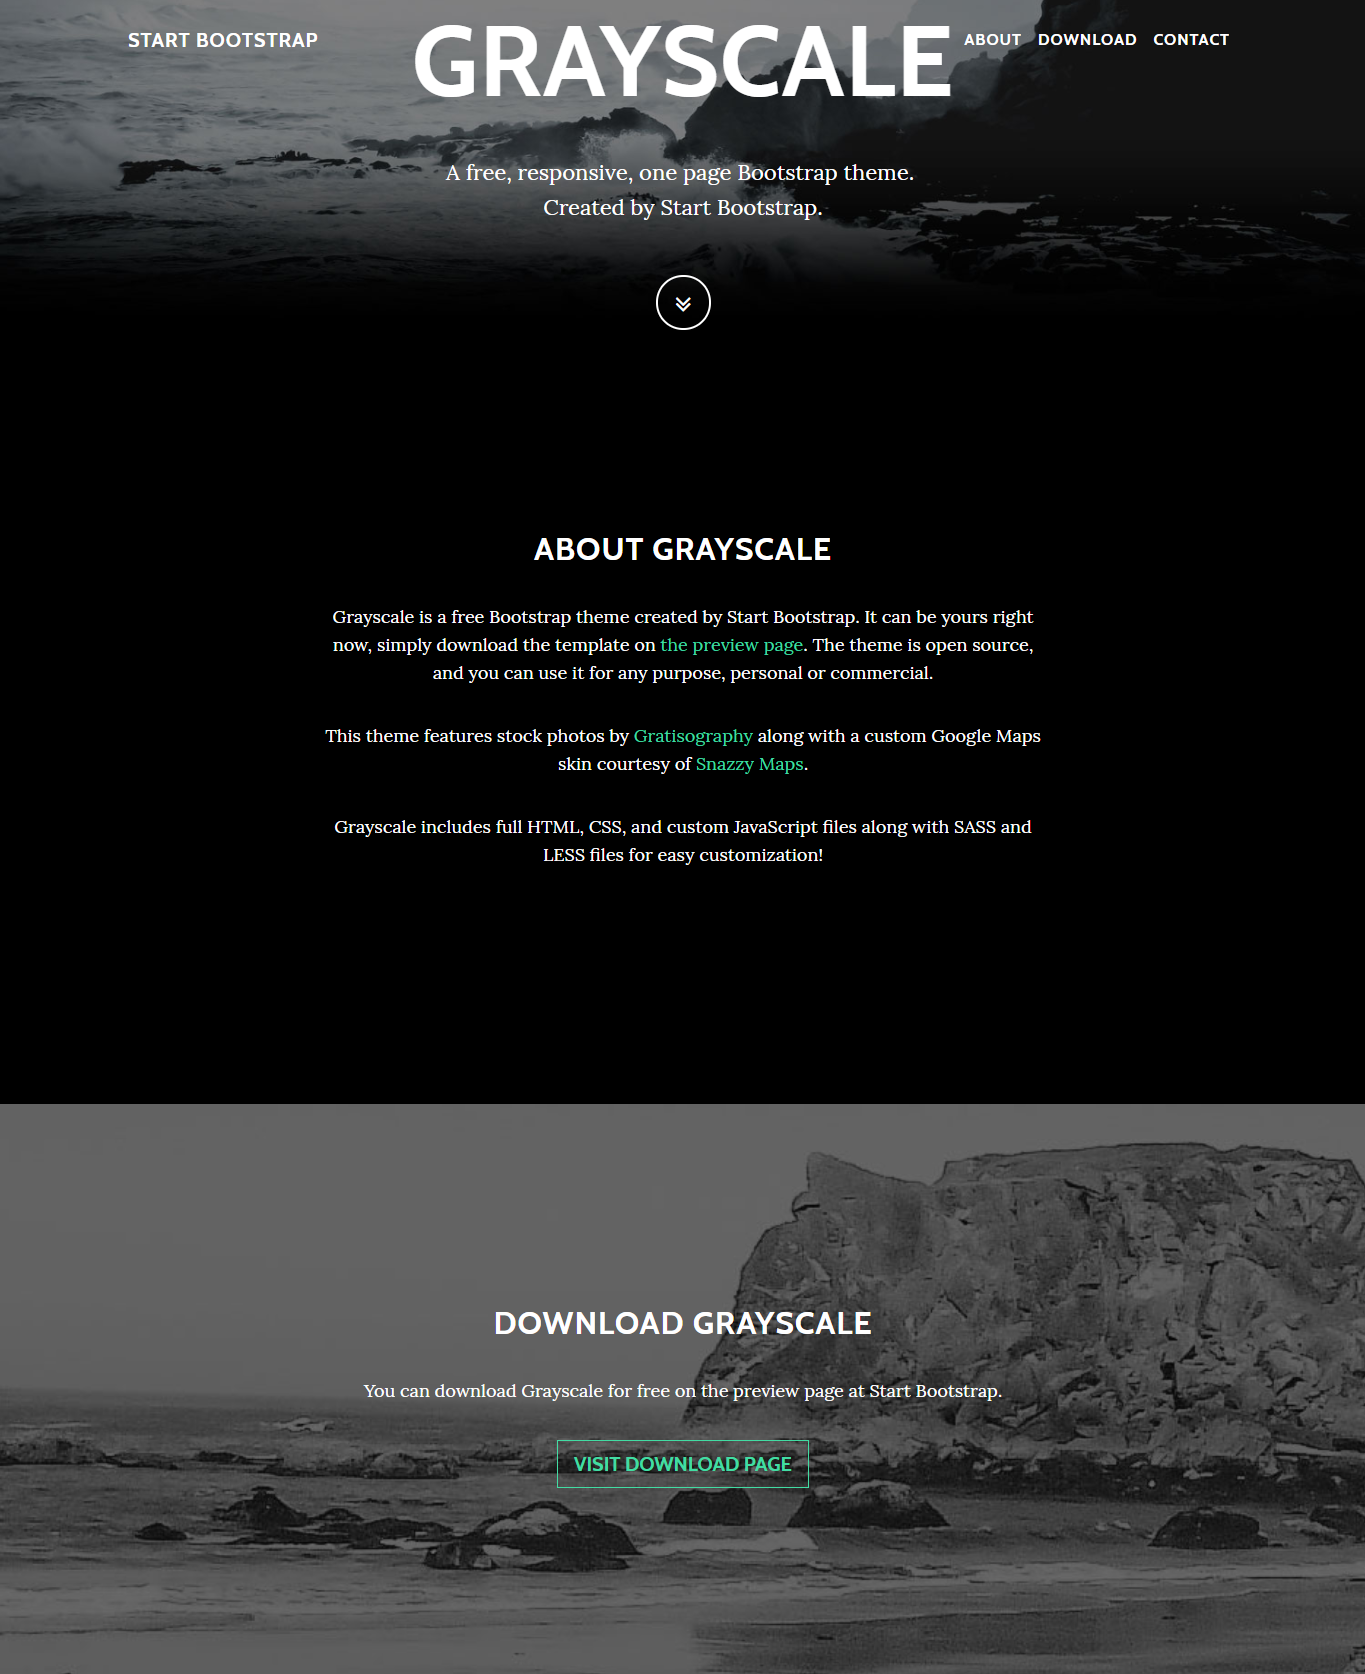 START BOOTSTRAP
ABOUT DOWNLOAD CONTACT
GRAYSCALE
A free, responsive, one page Bootstrap theme.
Created by Start Bootstrap.
ABOUT GRAYSCALE
Grayscale is a free Bootstrap theme created by Start Bootstrap. It can be yours right
now, simply download the template on the preview page. The theme is open source,
and you can use it for any purpose, personal or commercial.
This theme features stock photos by Gratisography along with a custom Google Maps
skin courtesy of Snazzy Maps.
Grayscale includes full HTML, CSS, and custom JavaScript files along with SASS and
LESS files for easy customization!
DOWNLOAD GRAYSCALE
You can download Grayscale for free on the preview page at Start Bootstrap.
VISIT DOWNLOAD PAGE